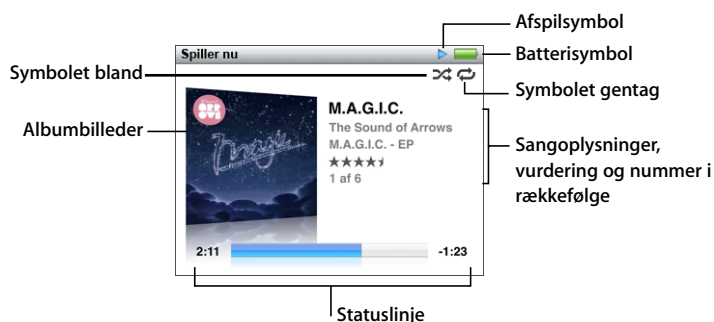 Afspilsymbol
Spiller nu
Batterisymbol
Symbolet bland
Symbolet gentag
Albumbilleder
M.A.G.I.C.
The Sound of Arrows
M.A.G.I.C. - EP
1 af 6
Sangoplysninger,
vurdering og nummer i
rækkefølge
magic
2:11
-1:23
Statuslinje